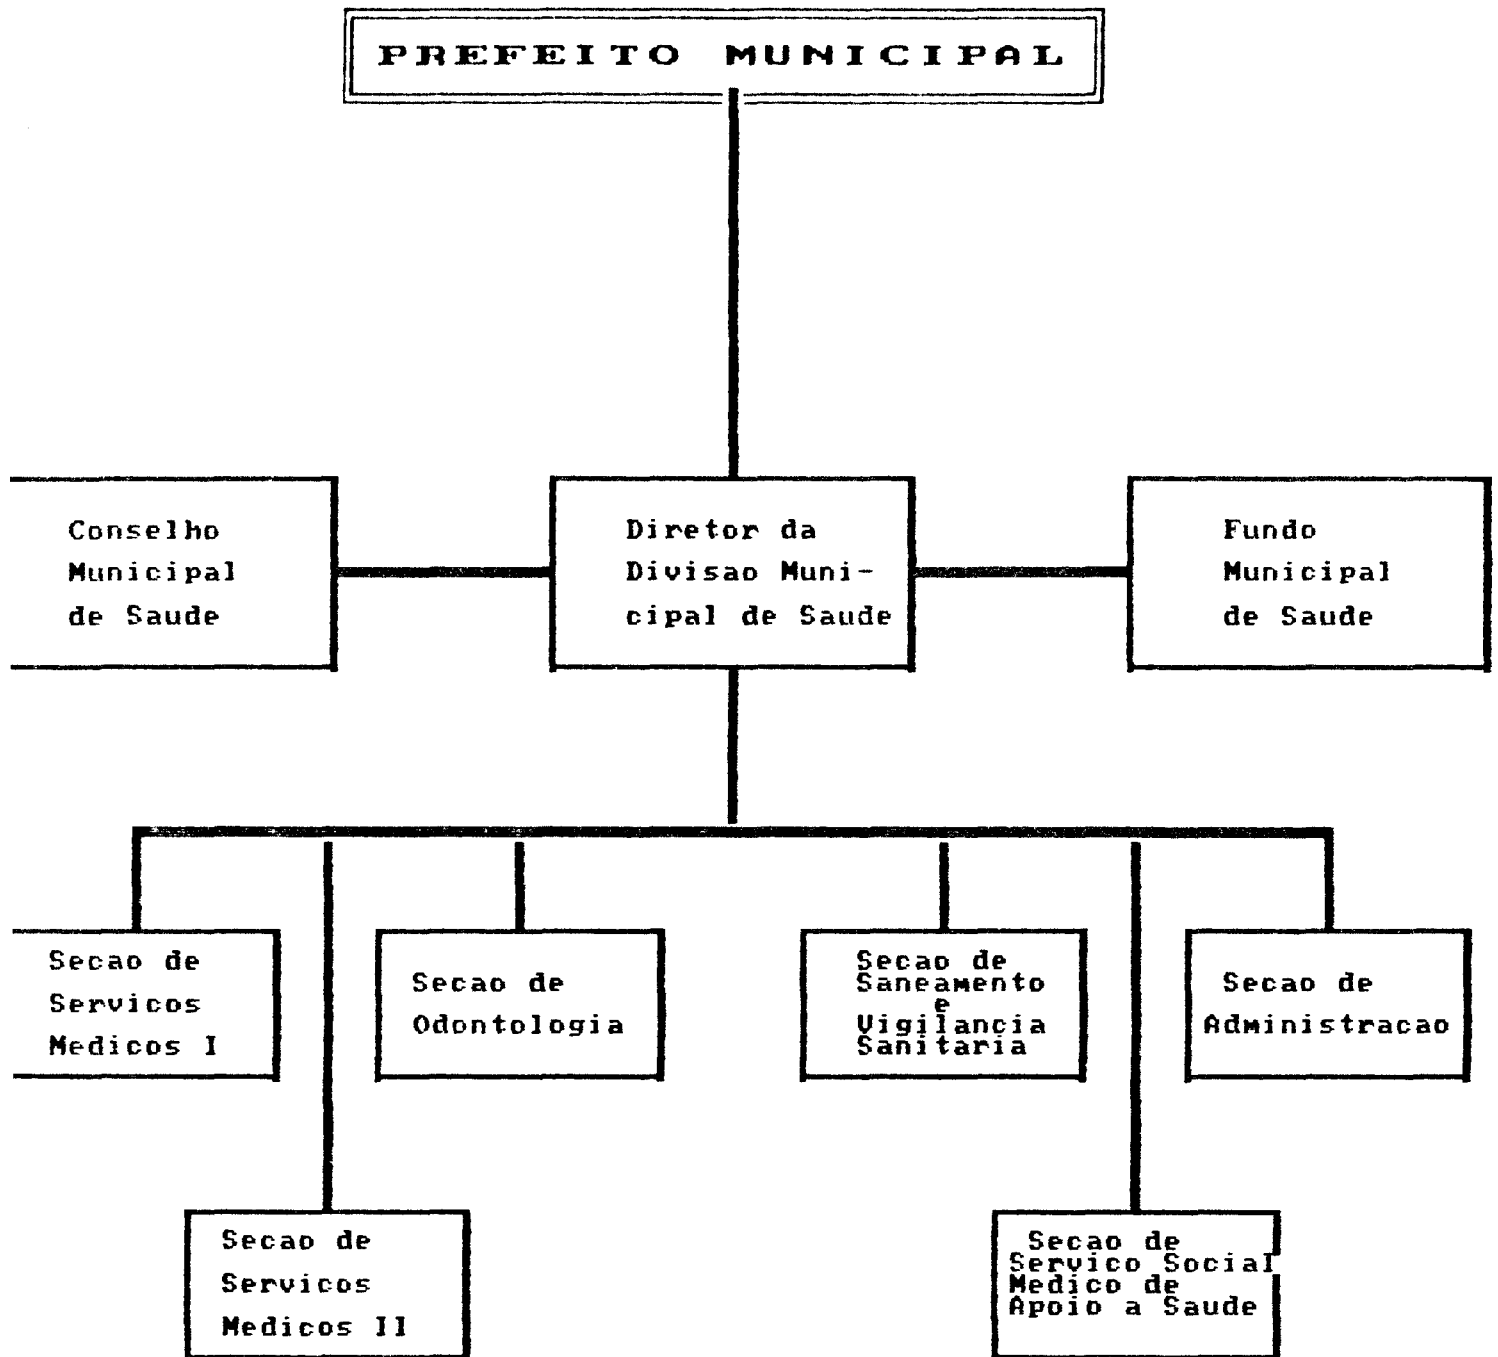 PREFEITO MUNICIPAL
Conselho
Municipal
de Saude
Diretor da
Divisao Muni-
cipal de Saude
Fundo
Municipal
de Saude
Secao de
Servicos
Medicos I
Secao de
Odontologia
Secao de
Saneamento
e
Vigilancia
Sanitaria
Secao de
Administracao
Secao de
Servicos
Medicos II
Secao de
Servico Social
Medico de
Apoio a Saude